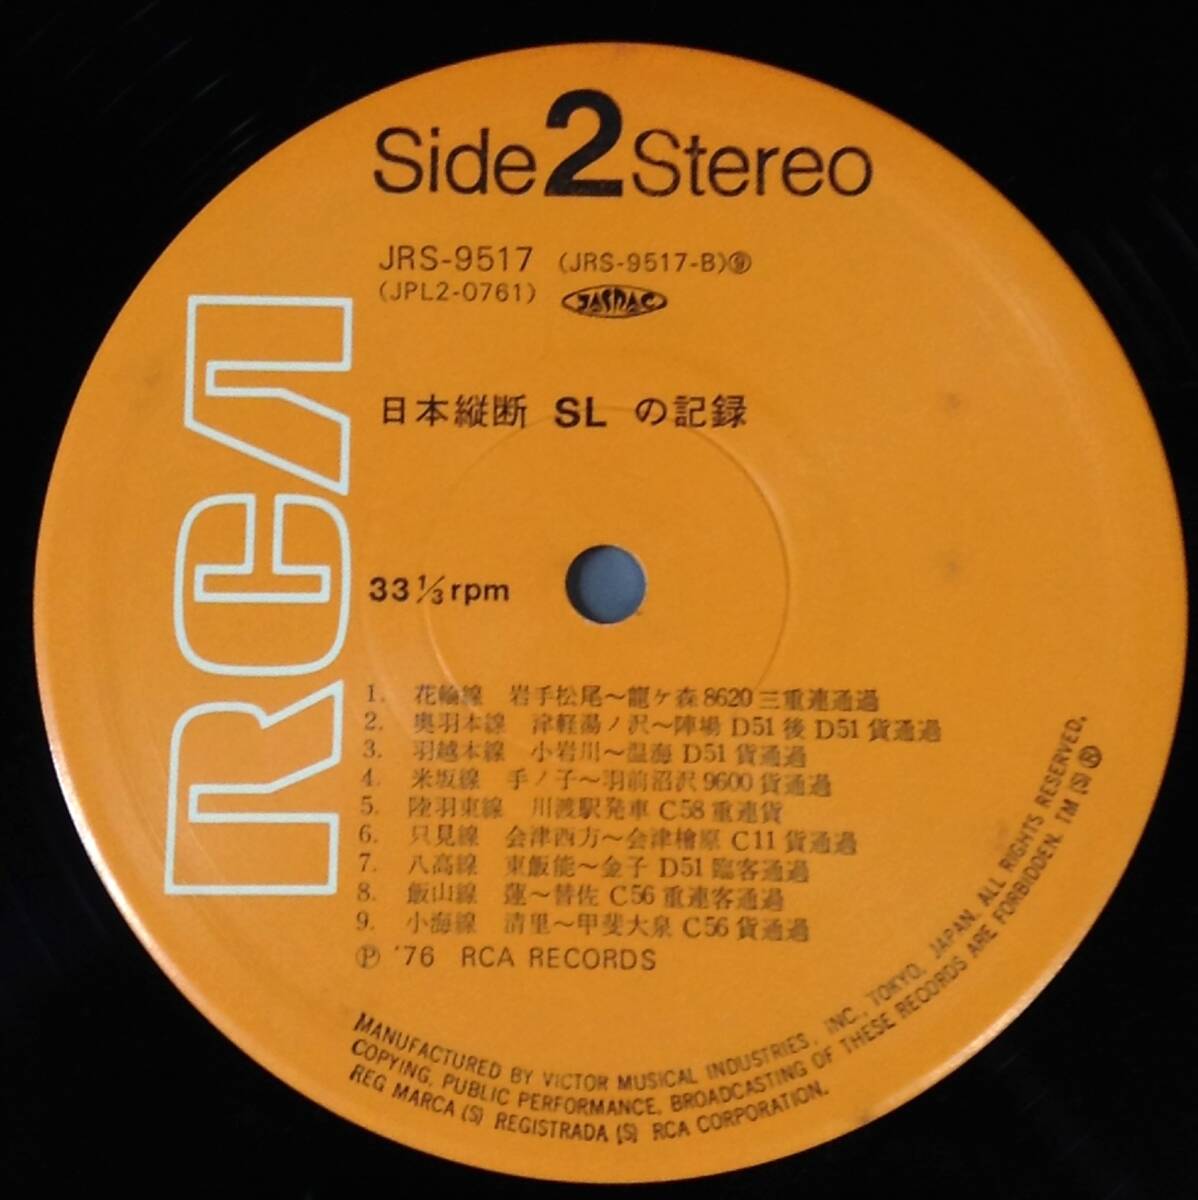 Side 2 Stereo
JRS-9517 (JRS-9517-B)⑨
(JPL2-0761) JASRAC
RCA
日本縦断 SL の記録
33 1/3 rpm
1. 花輪線 岩手松尾〜龍ヶ森 8620 三重連通過
2. 奥羽本線 津軽湯ノ沢〜陣場 D51 後 D51 貨通過
3. 羽越本線 小岩川〜温海 D51 貨通過
4. 米坂線 手ノ子〜羽前沼沢 9600 貨通過
5. 陸羽東線 川渡駅発車 C58 重連貨
6. 只見線 会津西方〜会津檜原 C11 貨通過
7. 八高線 東飯能〜金子 D51 臨客通過
8. 飯山線 蓮〜替佐 C56 重連客通過
9. 小海線 清里〜甲斐大泉 C56 貨通過
Ⓟ '76 RCA RECORDS
MANUFACTURED BY VICTOR MUSICAL INDUSTRIES, INC., TOKYO, JAPAN. ALL RIGHTS RESERVED.
COPYING, PUBLIC PERFORMANCE, BROADCASTING OF THESE RECORDS ARE FORBIDDEN. TM (S) ®
REG MARCA (S) REGISTRADA (S) RCA CORPORATION.